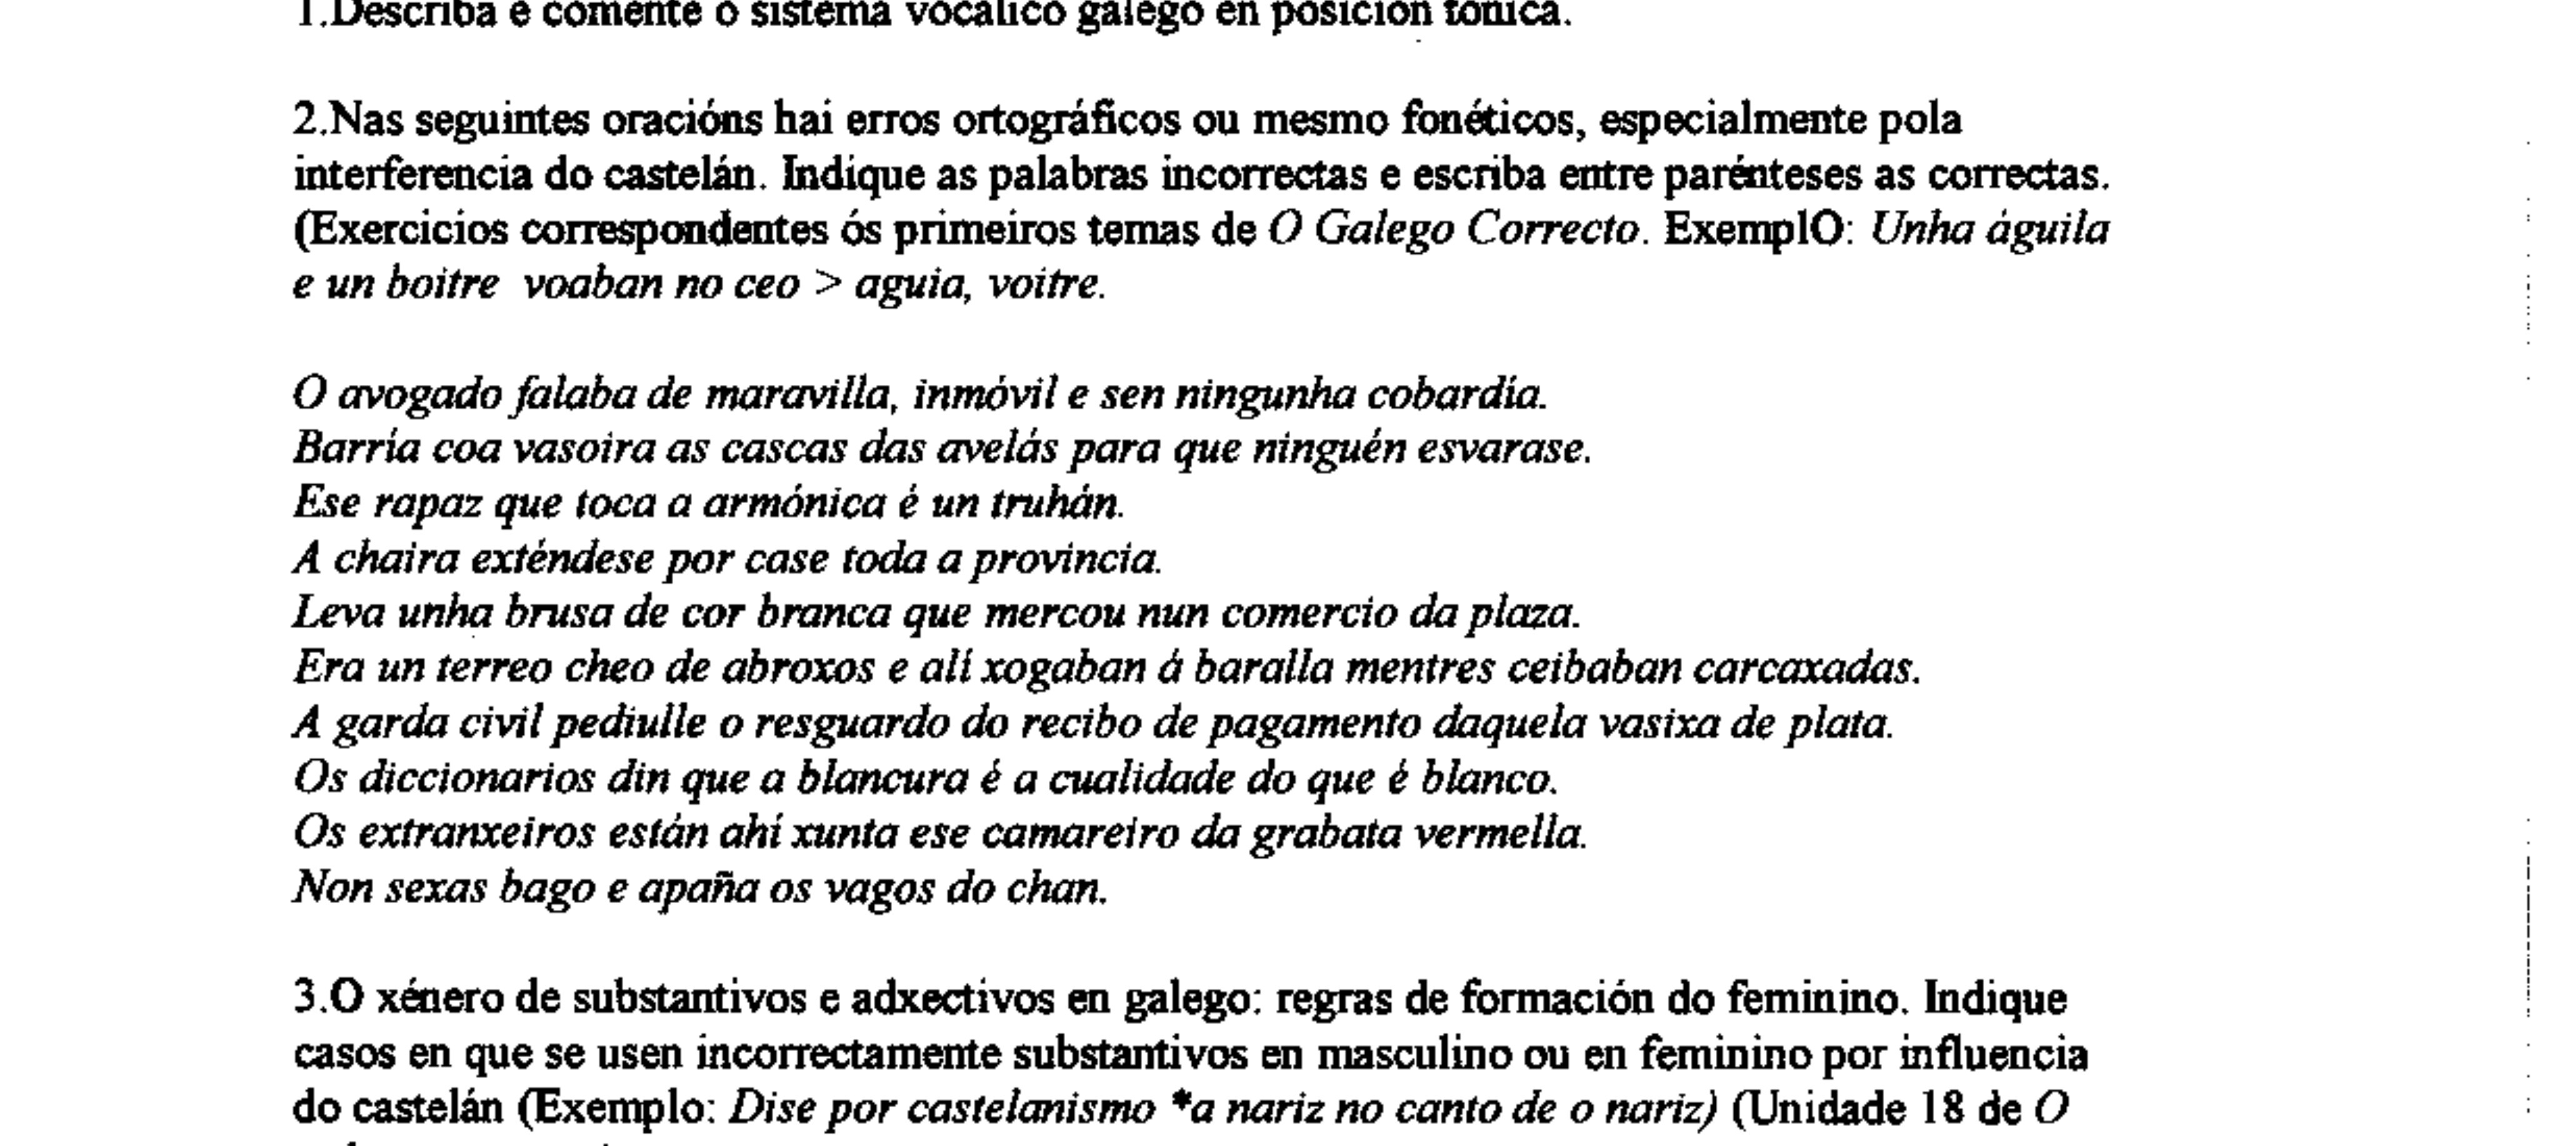 1.Describa e comente o sistema vocálico galego en posición tónica.
2.Nas seguintes oracións hai erros ortográficos ou mesmo fonéticos, especialmente pola
interferencia do castelán. Indique as palabras incorrectas e escriba entre parénteses as correctas.
(Exercicios correspondentes ós primeiros temas de O Galego Correcto. ExemplO: Unha águila
e un boitre voaban no ceo > aguia, voitre.
O avogado falaba de maravilla, inmóvil e sen ningunha cobardía.
Barría coa vasoira as cascas das avelás para que ninguén esvarase.
Ese rapaz que toca a armónica é un truhán.
A chaira exténdese por case toda a provincia.
Leva unha brusa de cor branca que mercou nun comercio da plaza.
Era un terreo cheo de abroxos e alí xogaban á baralla mentres ceibaban carcaxadas.
A garda civil pediulle o resguardo do recibo de pagamento daquela vasixa de plata.
Os diccionarios din que a blancura é a cualidade do que é blanco.
Os extranxeiros están ahí xunta ese camareiro da grabata vermella.
Non sexas bago e apaña os vagos do chan.
3.O xénero de substantivos e adxectivos en galego: regras de formación do feminino. Indique
casos en que se usen incorrectamente substantivos en masculino ou en feminino por influencia
do castelán (Exemplo: Dise por castelanismo *a nariz no canto de o nariz) (Unidade 18 de O